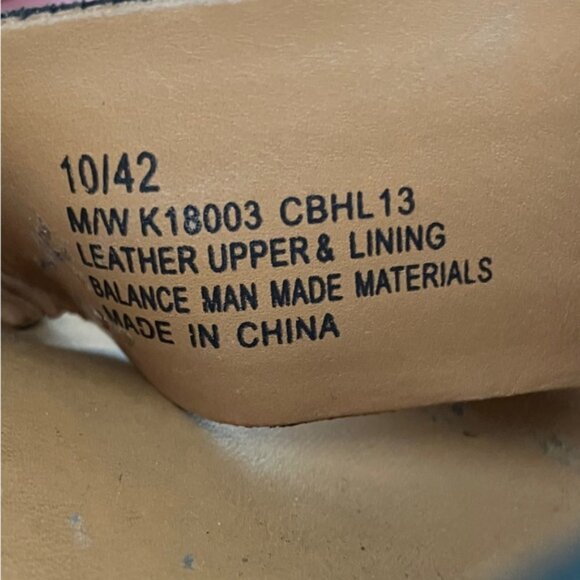 10/42
M/W K18003 CBHL13
LEATHER UPPER & LINING
BALANCE MAN MADE MATERIALS
MADE IN CHINA